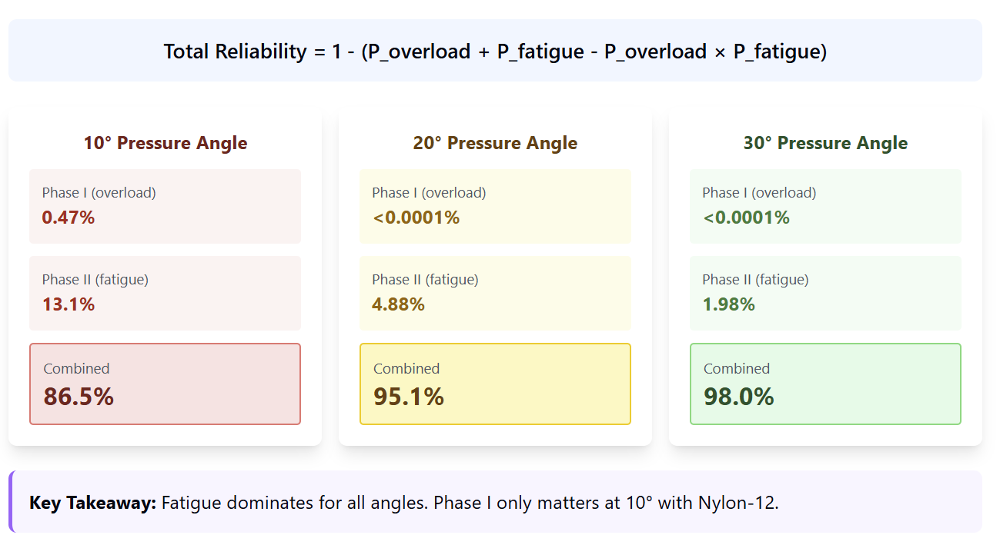 Total Reliability = 1 - (P_overload + P_fatigue - P_overload × P_fatigue)
10° Pressure Angle
Phase I (overload)
0.47%
Phase II (fatigue)
13.1%
Combined
86.5%
20° Pressure Angle
Phase I (overload)
<0.0001%
Phase II (fatigue)
4.88%
Combined
95.1%
30° Pressure Angle
Phase I (overload)
<0.0001%
Phase II (fatigue)
1.98%
Combined
98.0%
Key Takeaway: Fatigue dominates for all angles. Phase I only matters at 10° with Nylon-12.